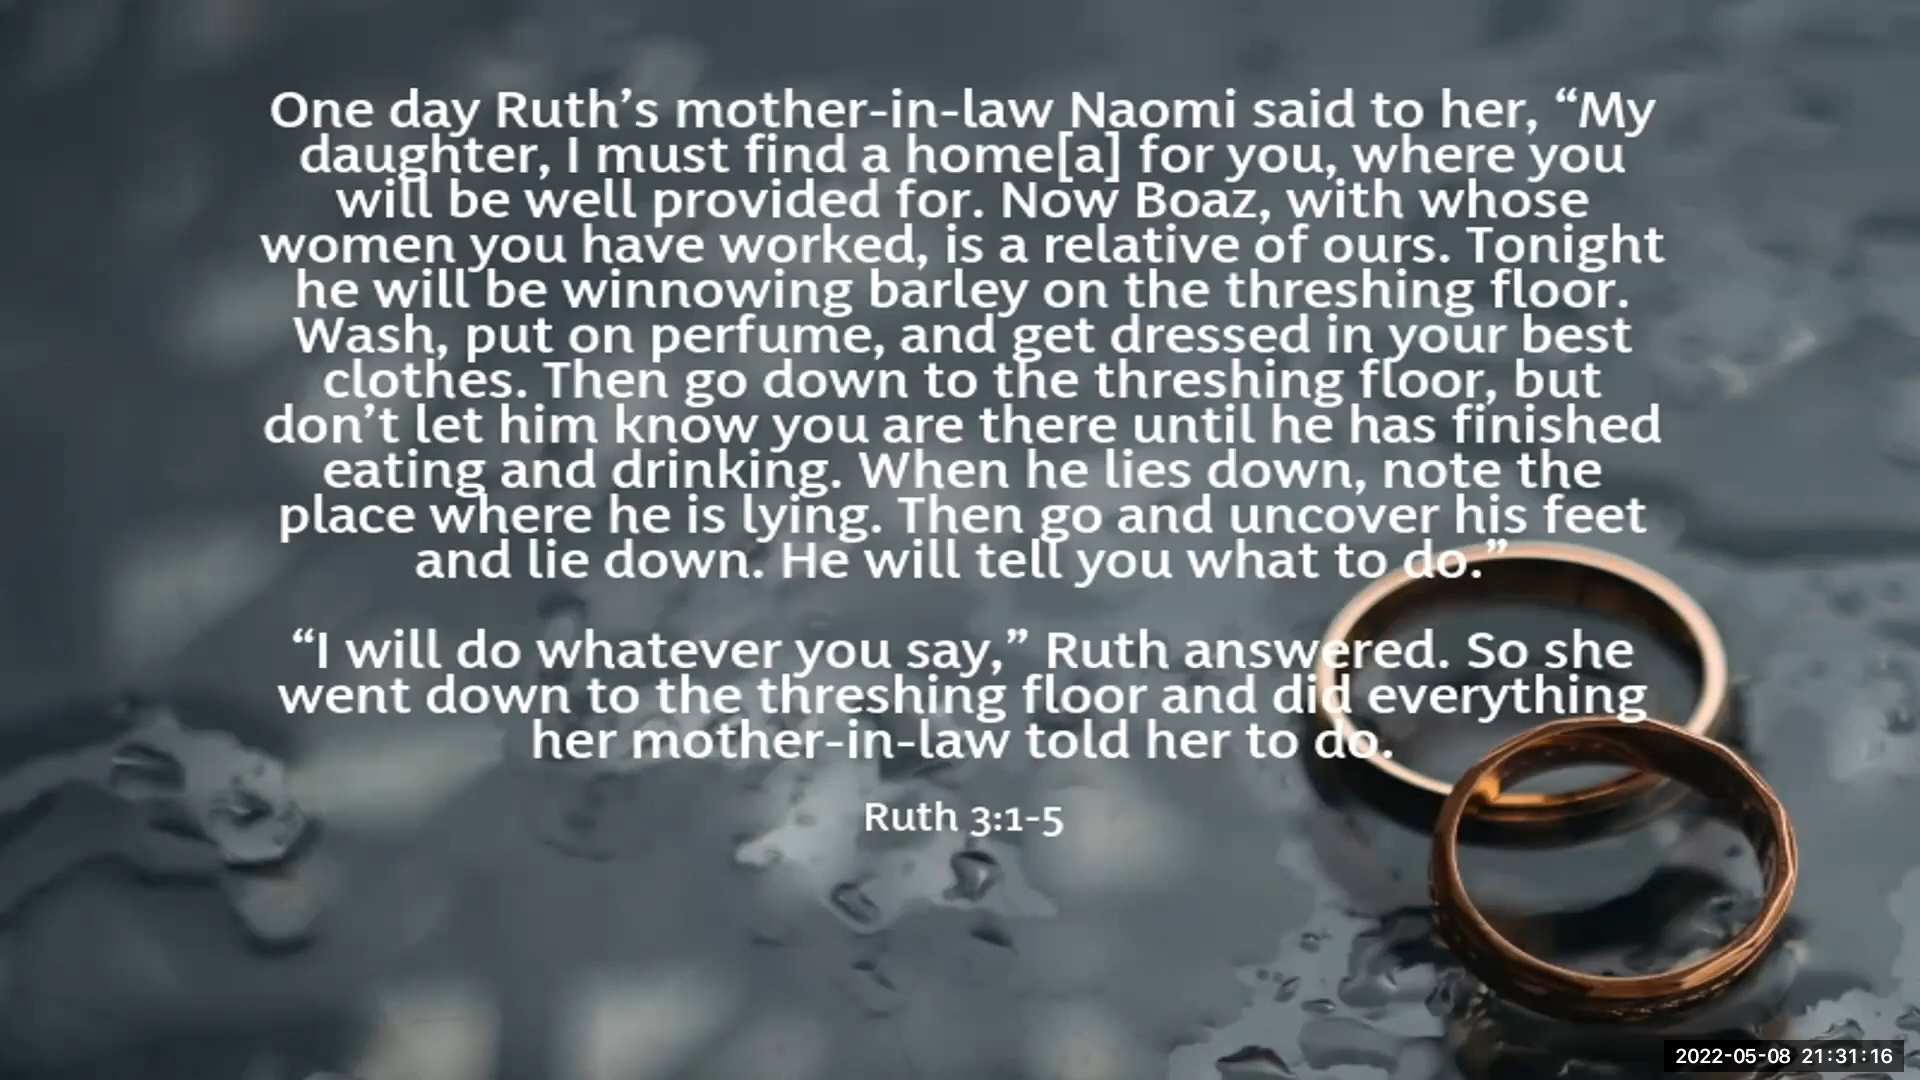 One day Ruth’s mother-in-law Naomi said to her, “My
daughter, I must find a home[a] for you, where you
will be well provided for. Now Boaz, with whose
women you have worked, is a relative of ours. Tonight
he will be winnowing barley on the threshing floor.
Wash, put on perfume, and get dressed in your best
clothes. Then go down to the threshing floor, but
don’t let him know you are there until he has finished
eating and drinking. When he lies down, note the
place where he is lying. Then go and uncover his feet
and lie down. He will tell you what to do.”
“I will do whatever you say,” Ruth answered. So she
went down to the threshing floor and did everything
her mother-in-law told her to do.
Ruth 3:1-5
2022-05-08 21:31:16